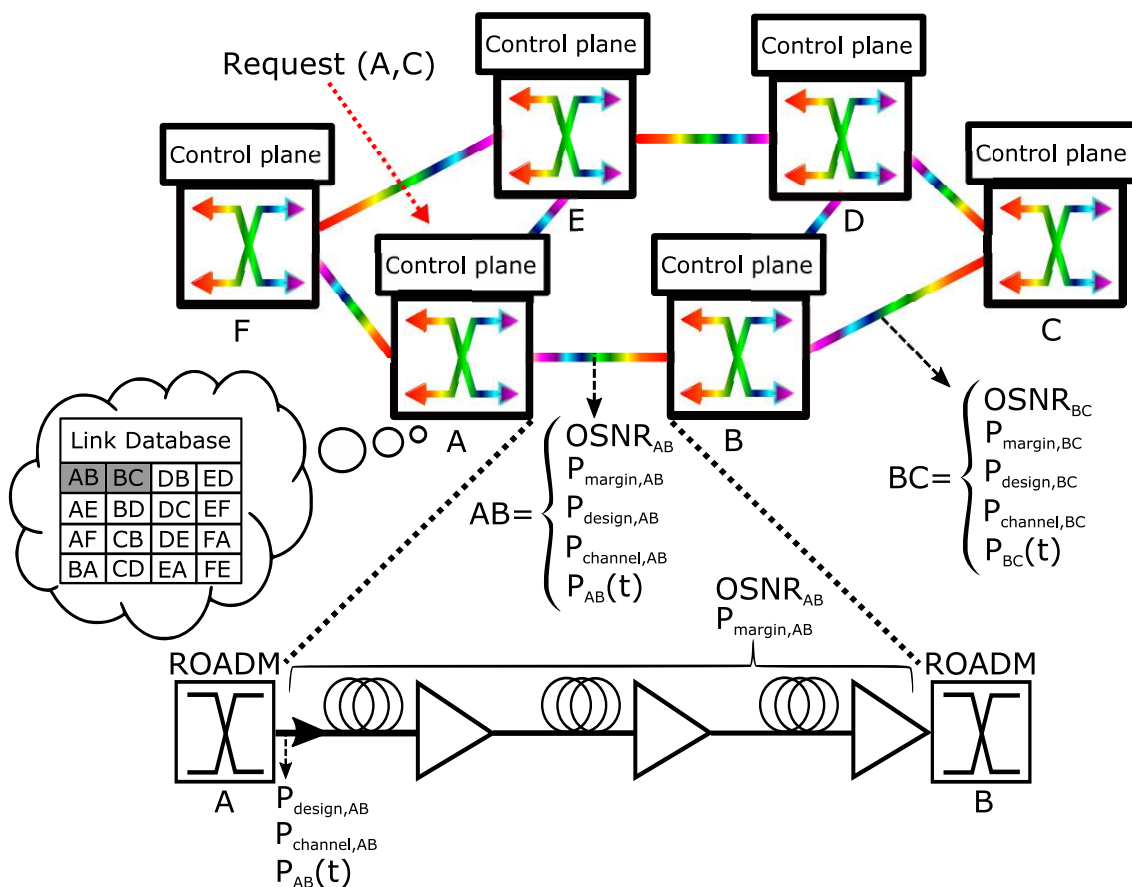 Control plane
Control plane
Request (A,C)
Control plane
Control plane
E
D
Control plane
Control plane
F
C
A
B
Link Database
AB BC DB ED
AE BD DC EF
AF CB DE FA
BA CD EA FE
AB=
OSNR_AB
P_margin,AB
P_design,AB
P_channel,AB
P_AB(t)
BC=
OSNR_BC
P_margin,BC
P_design,BC
P_channel,BC
P_BC(t)
OSNR_AB
P_margin,AB
ROADM
ROADM
A
B
P_design,AB
P_channel,AB
P_AB(t)